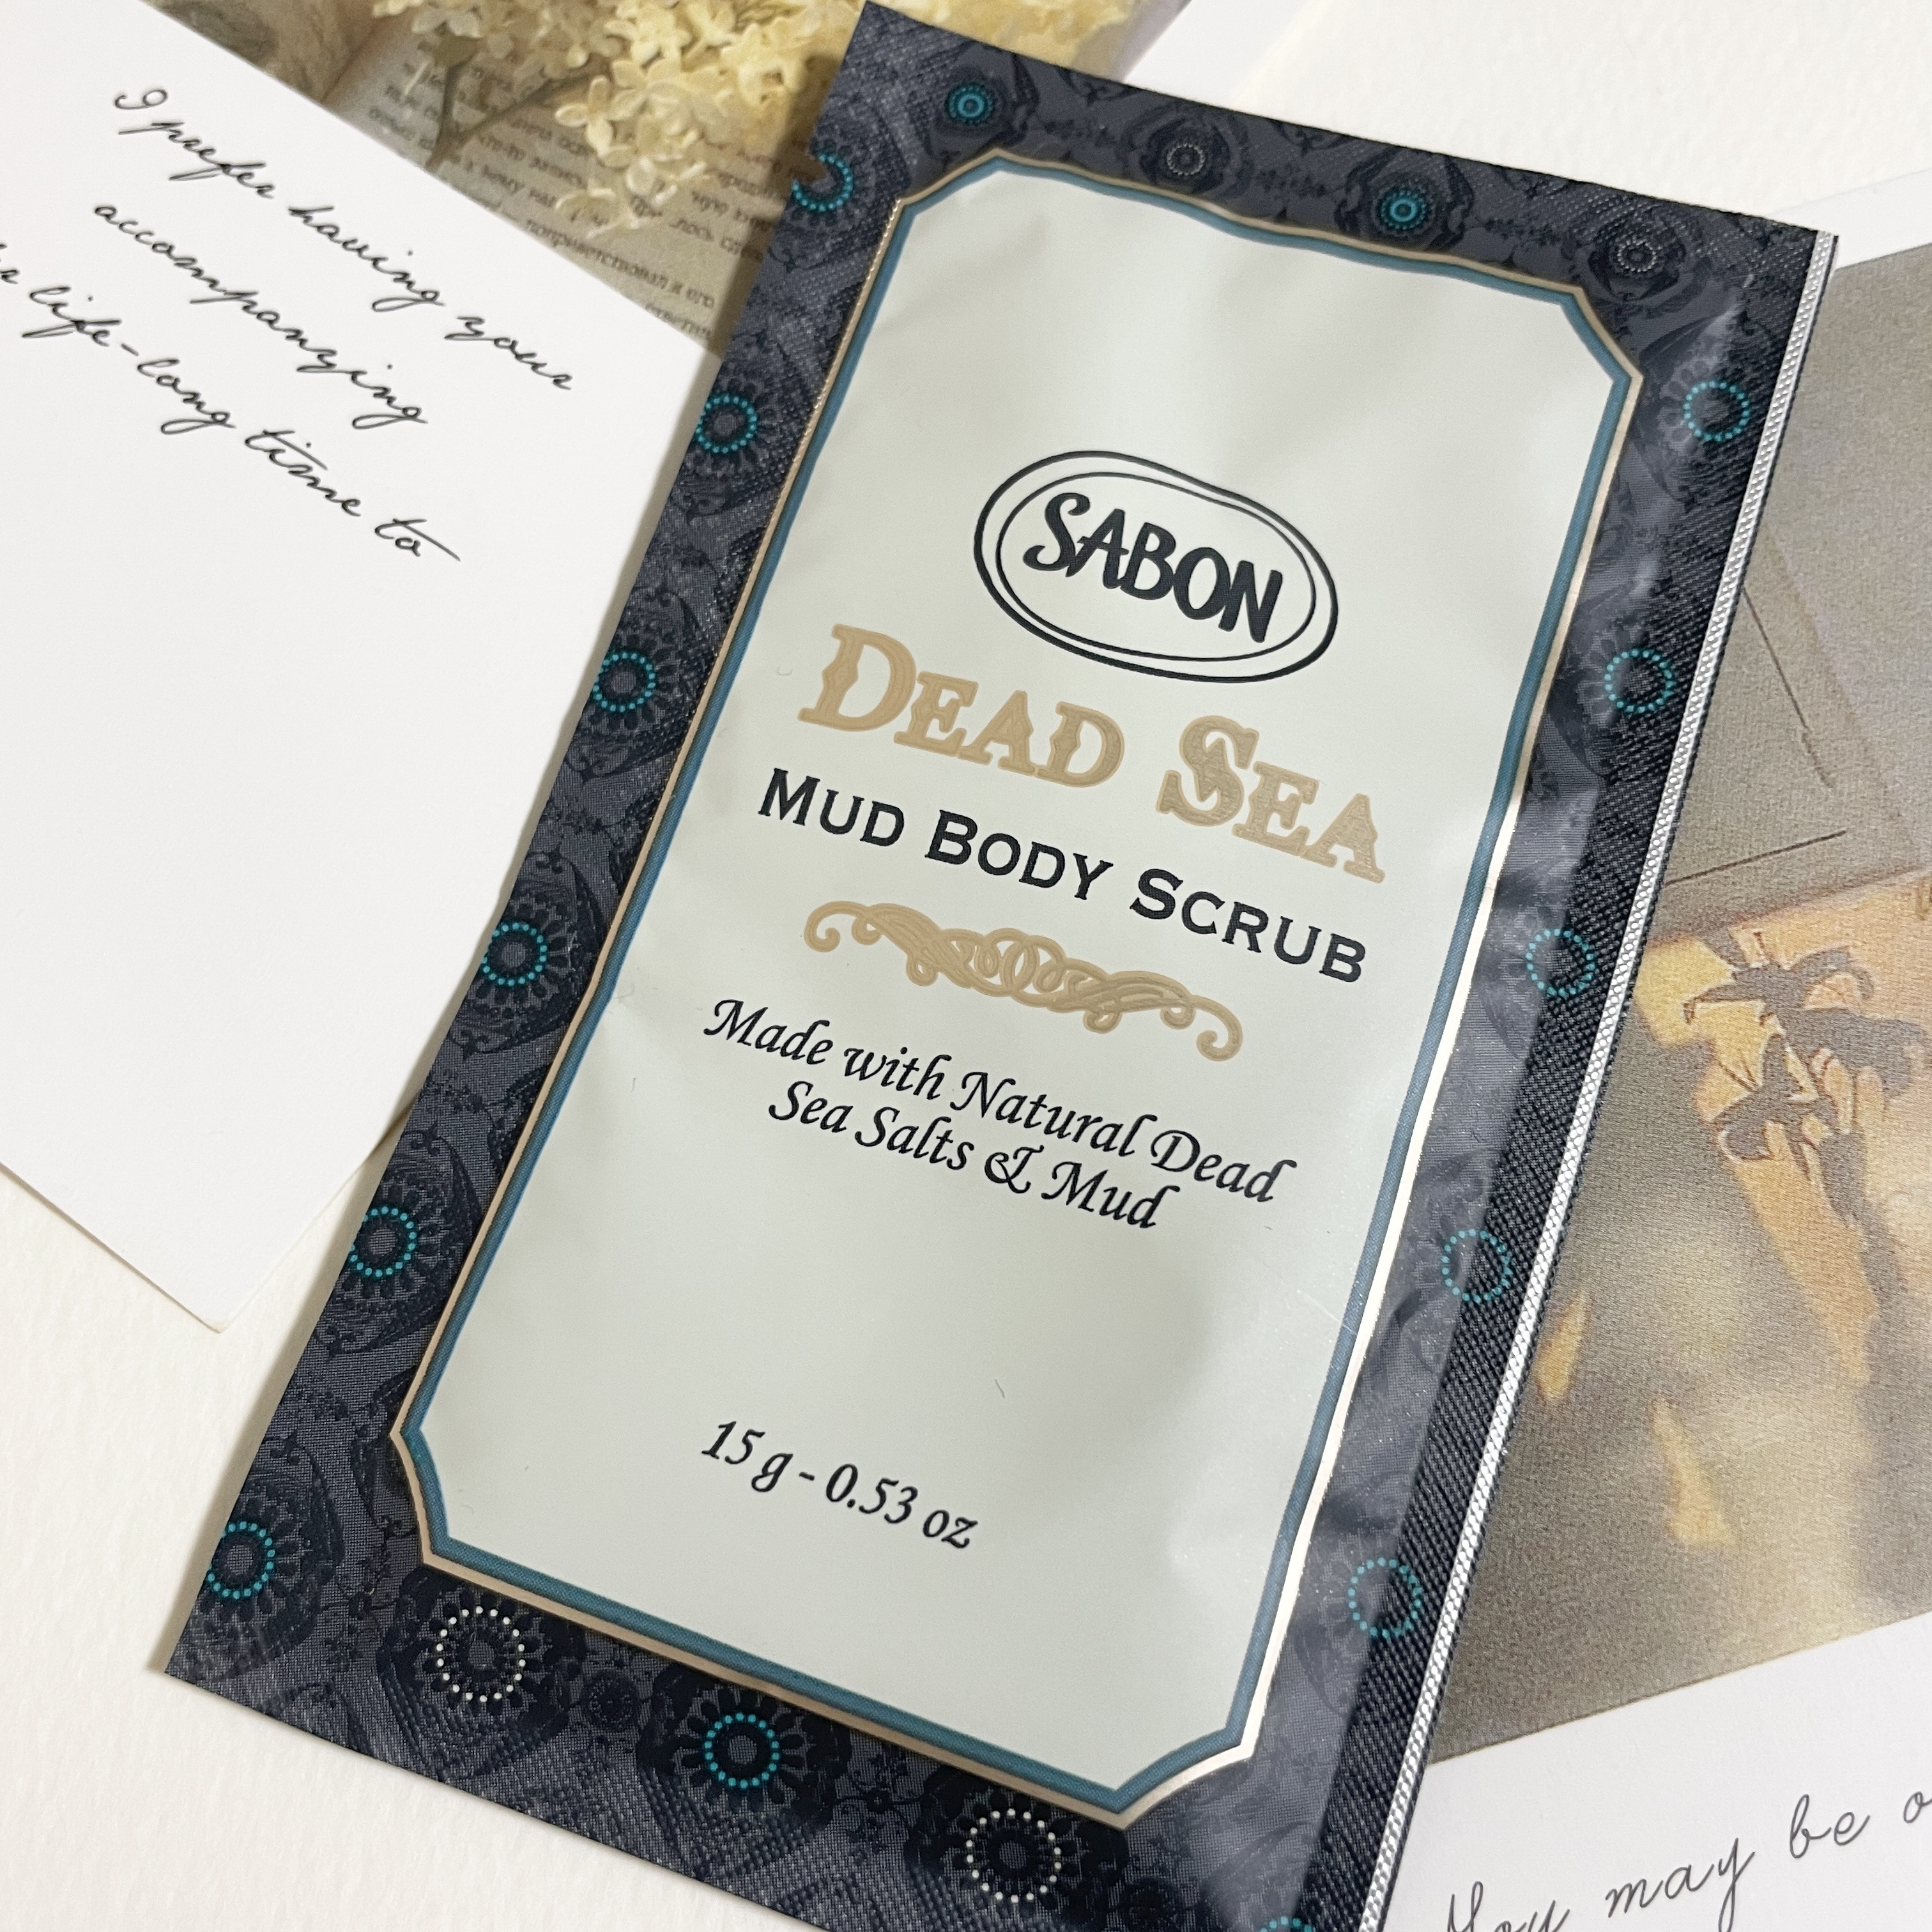 I prefer having your
accompanying
life-long time to
SABON
DEAD SEA
MUD BODY SCRUB
Made with Natural Dead
Sea Salts & Mud
15 g - 0.53 oz
You may be